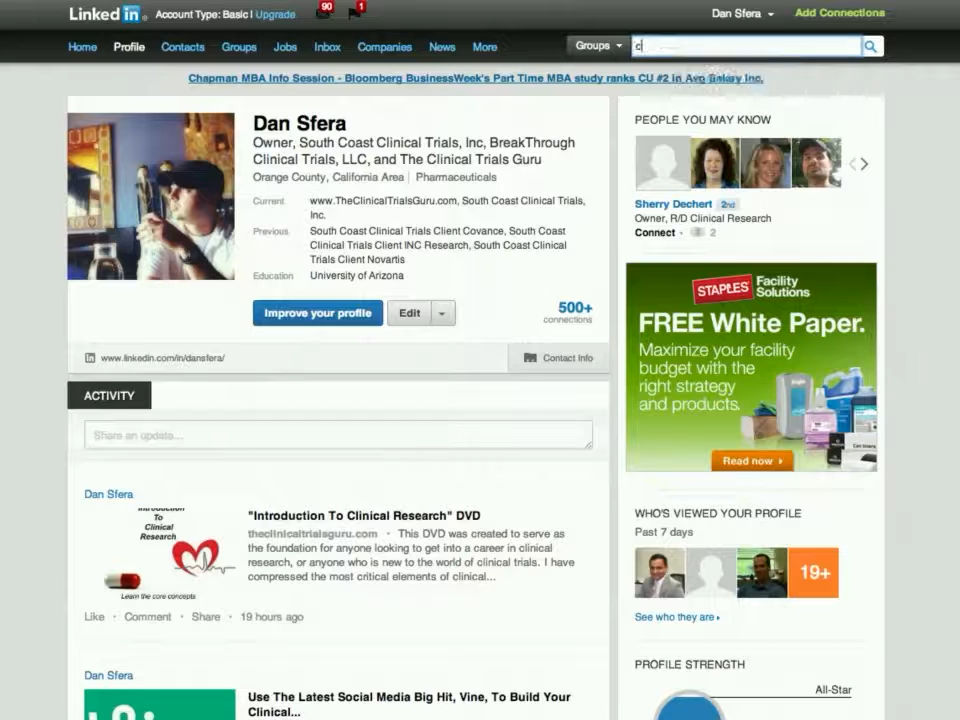 Linked in
Account Type: Basic | Upgrade
90
1
Dan Sfera
Add Connections
Home
Profile
Contacts
Groups
Jobs
Inbox
Companies
News
More
Groups
c
Chapman MBA Info Session - Bloomberg BusinessWeek's Part Time MBA study ranks CU #2 in Avg Salary Inc.
Dan Sfera
Owner, South Coast Clinical Trials, Inc, BreakThrough
Clinical Trials, LLC, and The Clinical Trials Guru
Orange County, California Area | Pharmaceuticals
Current
www.TheClinicalTrialsGuru.com, South Coast Clinical Trials,
Inc.
Previous
South Coast Clinical Trials Client Covance, South Coast
Clinical Trials Client INC Research, South Coast Clinical
Trials Client Novartis
Education
University of Arizona
Improve your profile
Edit
500+
connections
www.linkedin.com/in/dansfera/
Contact Info
ACTIVITY
Share an update...
Dan Sfera
Introduction
To
Clinical
Research
Learn the core concepts
"Introduction To Clinical Research" DVD
theclinicaltrialsguru.com • This DVD was created to serve as
the foundation for anyone looking to get into a career in clinical
research, or anyone who is new to the world of clinical trials. I have
compressed the most critical elements of clinical...
Like • Comment • Share • 19 hours ago
Dan Sfera
Use The Latest Social Media Big Hit, Vine, To Build Your
Clinical...
PEOPLE YOU MAY KNOW
Sherry Dechert 2nd
Owner, R/D Clinical Research
Connect • 2
STAPLES Facility
Solutions
FREE White Paper.
Maximize your facility
budget with the
right strategy
and products.
Read now
WHO'S VIEWED YOUR PROFILE
Past 7 days
19+
See who they are
PROFILE STRENGTH
All-Star